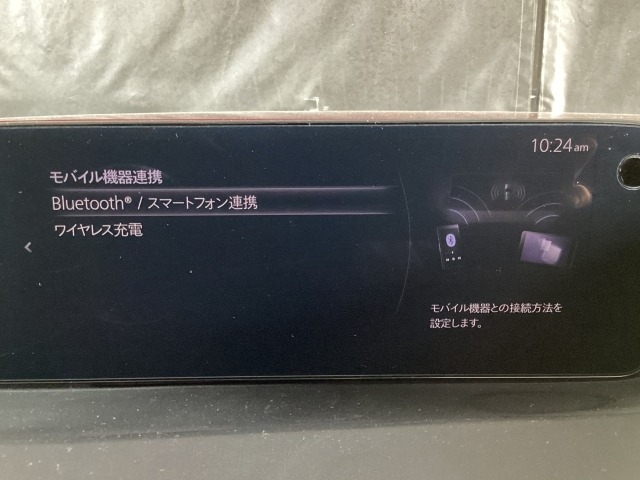 10:24am
モバイル機器連携
Bluetooth® / スマートフォン連携
ワイヤレス充電
モバイル機器との接続方法を
設定します。